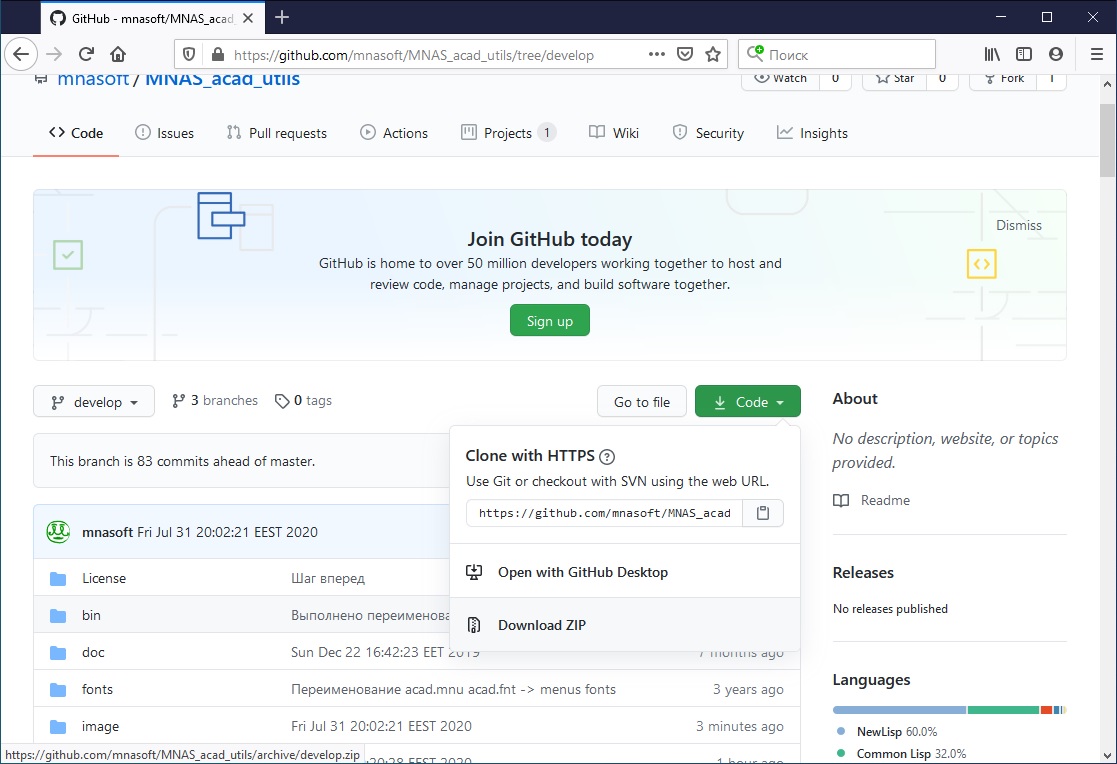 GitHub - mnasoft/MNAS_acad_
https://github.com/mnasoft/MNAS_acad_utils/tree/develop
Поиск
mnasoft / MNAS_acad_utils
Watch 0
Star 0
Fork 1
Code
Issues
Pull requests
Actions
Projects 1
Wiki
Security
Insights
Dismiss
Join GitHub today
GitHub is home to over 50 million developers working together to host and
review code, manage projects, and build software together.
Sign up
develop
3 branches
0 tags
Go to file
Code
About
No description, website, or topics
provided.
Readme
Releases
No releases published
Languages
NewLisp 60.0%
Common Lisp 32.0%
This branch is 83 commits ahead of master.
Clone with HTTPS
Use Git or checkout with SVN using the web URL.
https://github.com/mnasoft/MNAS_acad
Open with GitHub Desktop
Download ZIP
mnasoft Fri Jul 31 20:02:21 EEST 2020
License Шаг вперед
bin Выполнено переименова
doc Sun Dec 22 16:42:23 EET 2019 7 months ago
fonts Переименование acad.mnu acad.fnt -> menus fonts 3 years ago
image Fri Jul 31 20:02:21 EEST 2020 3 minutes ago
https://github.com/mnasoft/MNAS_acad_utils/archive/develop.zip
:20:28 EEST 2020 1 hour ago